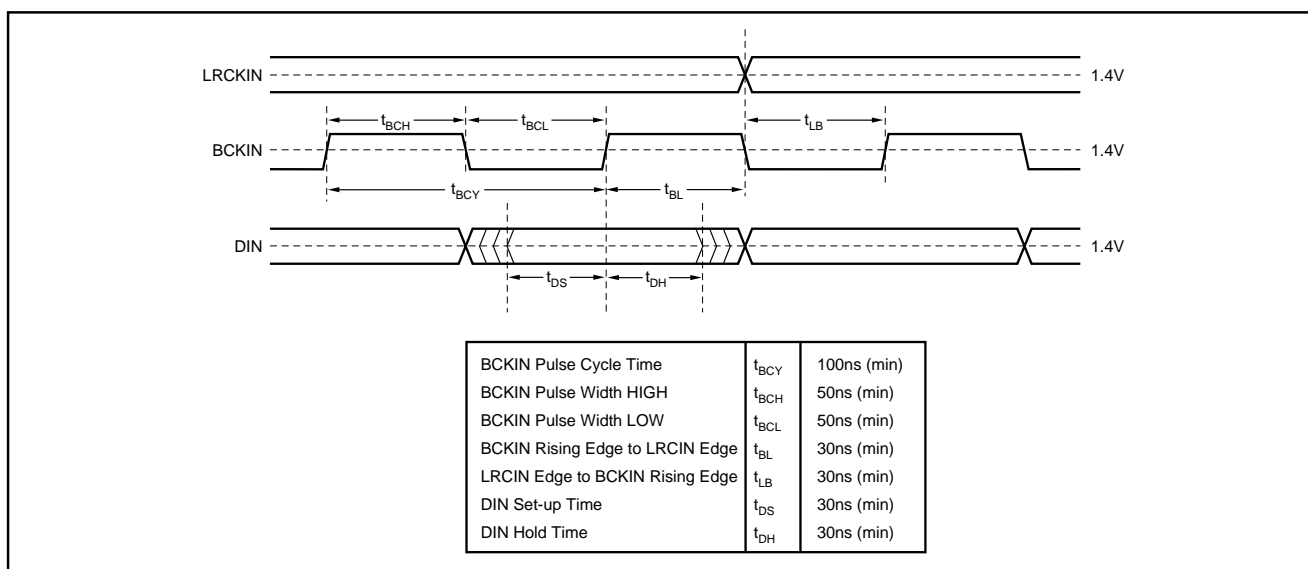 LRCKIN 1.4V
tBCH tBCL tLB
BCKIN 1.4V
tBCY tBL
DIN 1.4V
tDS tDH
BCKIN Pulse Cycle Time tBCY 100ns (min)
BCKIN Pulse Width HIGH tBCH 50ns (min)
BCKIN Pulse Width LOW tBCL 50ns (min)
BCKIN Rising Edge to LRCIN Edge tBL 30ns (min)
LRCIN Edge to BCKIN Rising Edge tLB 30ns (min)
DIN Set-up Time tDS 30ns (min)
DIN Hold Time tDH 30ns (min)